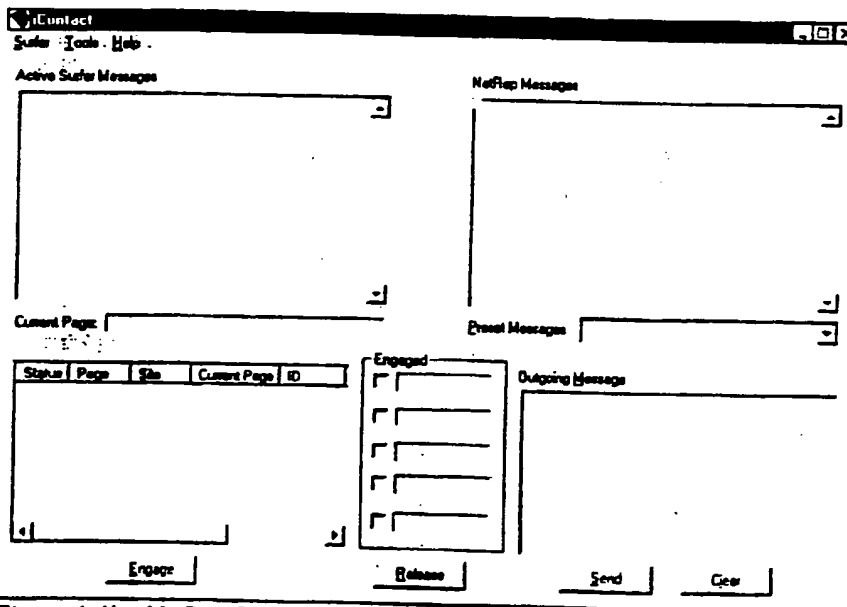 iContact
Surfer Tools Help
Active Surfer Messages
NetRep Messages
Current Page:
Preset Messages
Status Page Site Current Page ID
Engaged
Outgoing Message
Engage
Release
Send
Clear